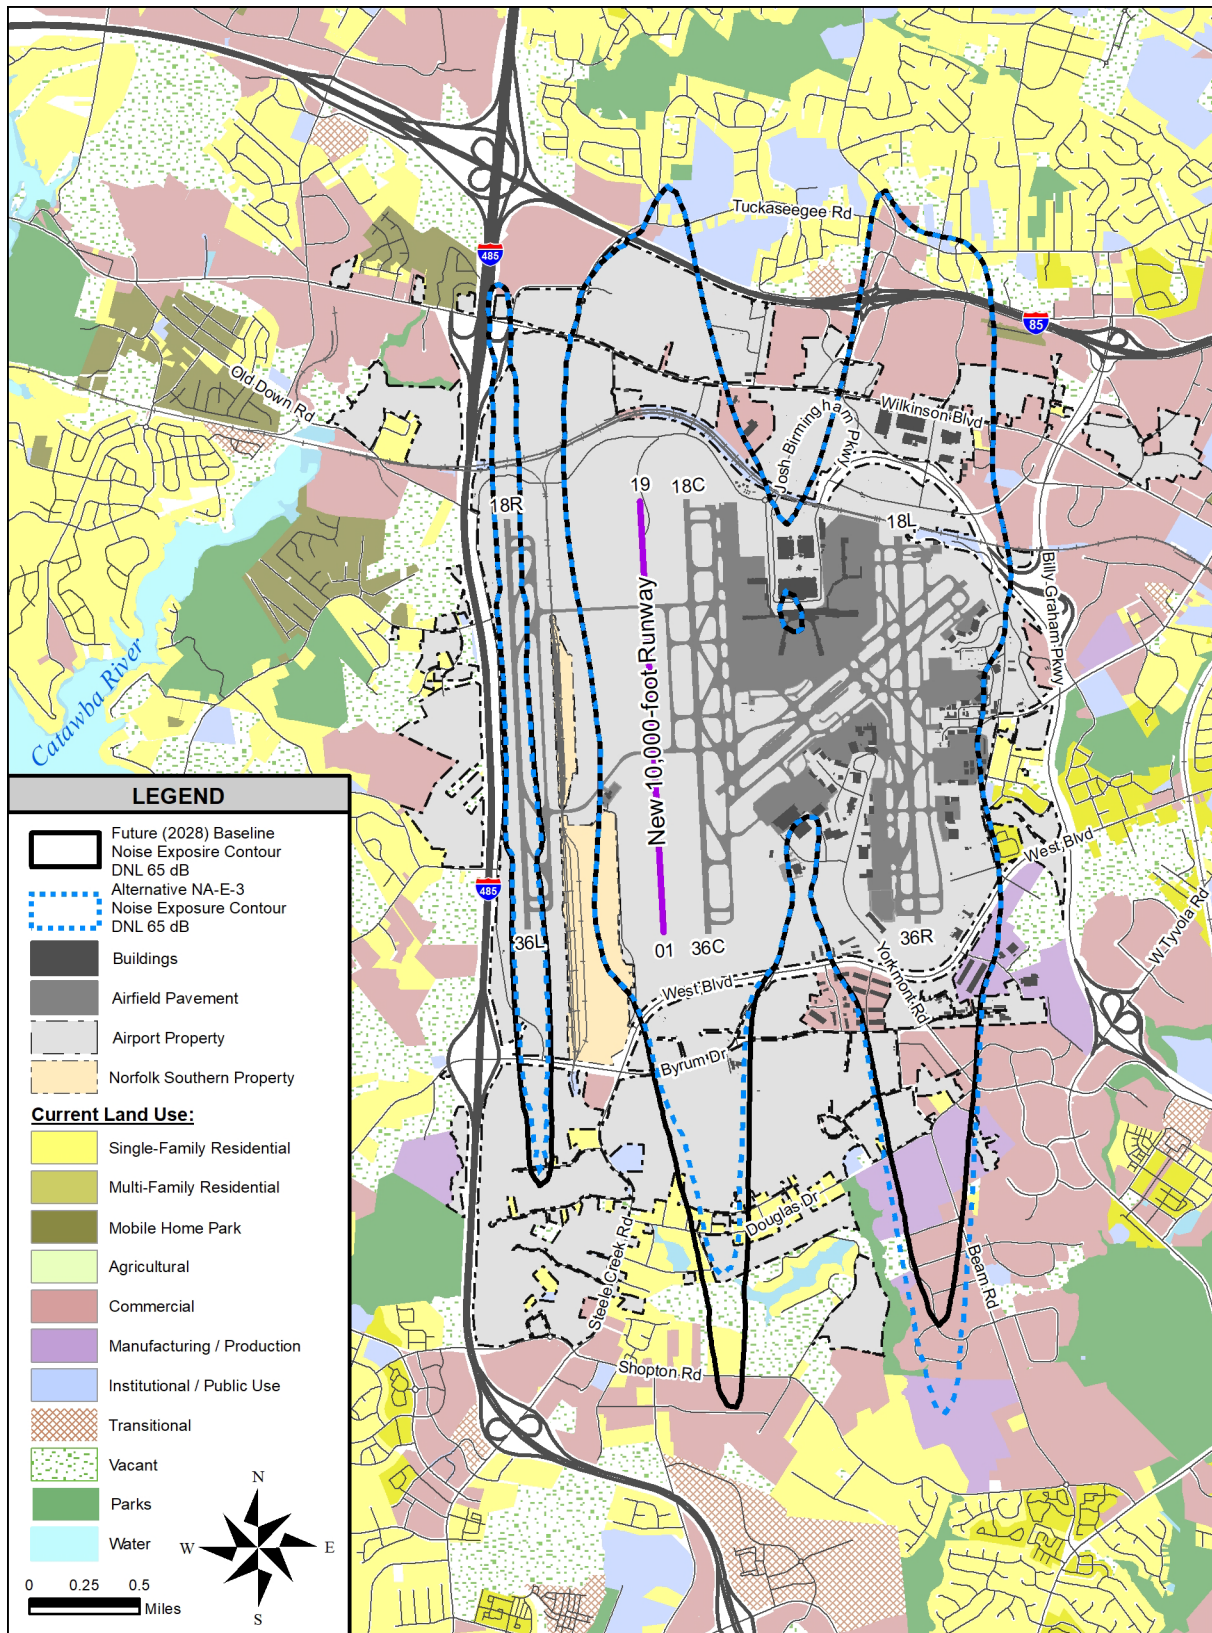 Tuckaseegee Rd
485
85
Old Down Rd
Wilkinson Blvd
Josh Birmingham Pkwy
18R
19
18C
18L
Billy Graham Pkwy
New 10,000-foot Runway
Catawba River
West Blvd
W Tyvola Rd
485
36L
01
36C
36R
West Blvd
Yorkmont Rd
Byrum Dr
Douglas Dr
Steele Creek Rd
Beam Rd
Shopton Rd
LEGEND
Future (2028) Baseline
Noise Exposire Contour
DNL 65 dB
Alternative NA-E-3
Noise Exposure Contour
DNL 65 dB
Buildings
Airfield Pavement
Airport Property
Norfolk Southern Property
Current Land Use:
Single-Family Residential
Multi-Family Residential
Mobile Home Park
Agricultural
Commercial
Manufacturing / Production
Institutional / Public Use
Transitional
Vacant
Parks
Water
N
W E
S
0 0.25 0.5
Miles